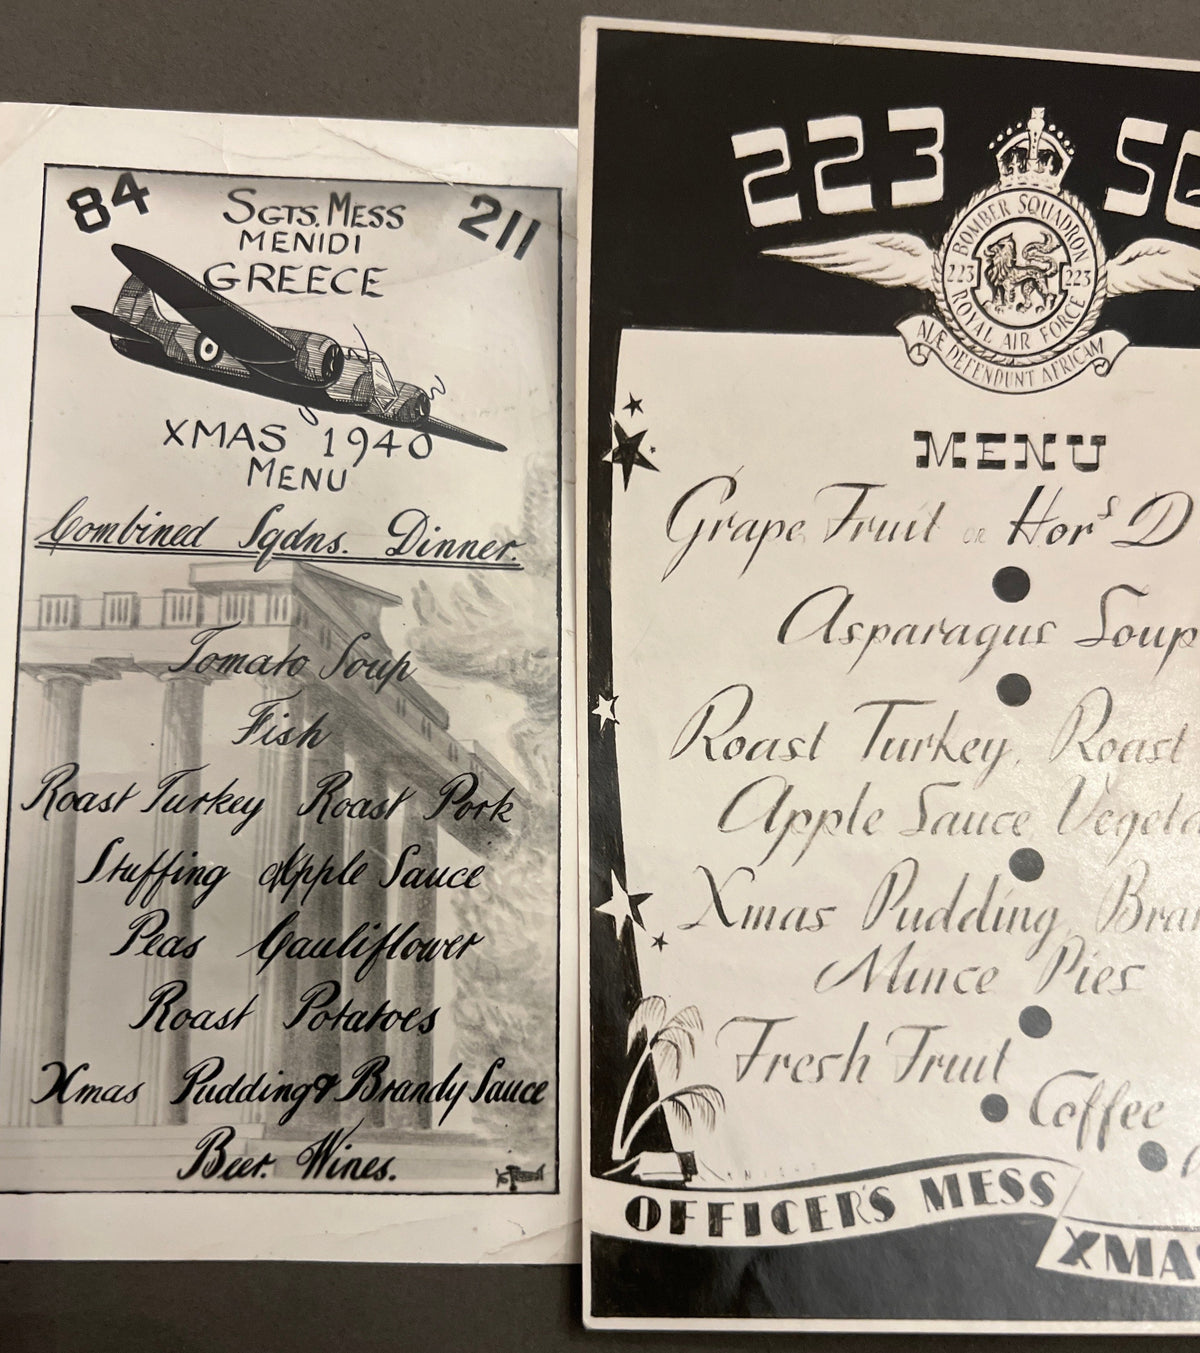 84
211
SGTS. MESS
MENIDI
GREECE
XMAS 1940
MENU
Combined Sqdns. Dinner.
Tomato Soup
Fish
Roast Turkey Roast Pork
Stuffing Apple Sauce
Peas Cauliflower
Roast Potatoes
Xmas Pudding & Brandy Sauce
Beer. Wines.
223 SQ
BOMBER SQUADRON
223 223
ROYAL AIR FORCE
ALÆ DEFENDUNT AFRICAM
MENU
Grape Fruit or Hors D
Asparagus Soup
Roast Turkey, Roast
Apple Sauce Vegeta
Xmas Pudding, Bran
Mince Pies
Fresh Fruit
Coffee
OFFICER'S MESS
XMAS